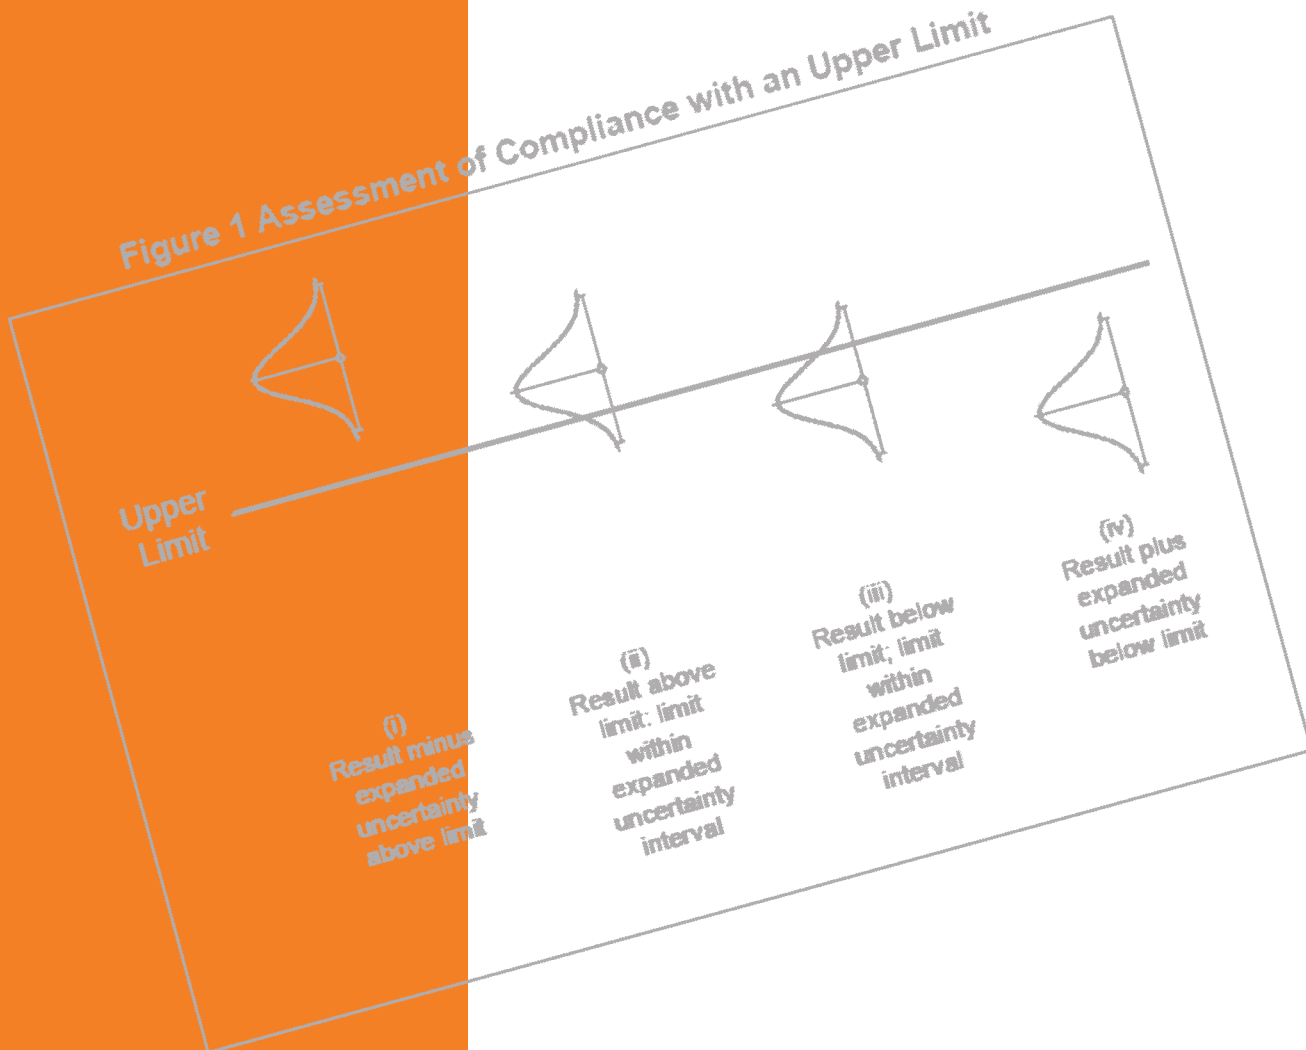 Figure 1 Assessment of Compliance with an Upper Limit
Upper
Limit
(i)
Result minus
expanded
uncertainty
above limit
(ii)
Result above
limit: limit
within
expanded
uncertainty
interval
(iii)
Result below
limit; limit
within
expanded
uncertainty
interval
(iv)
Result plus
expanded
uncertainty
below limit